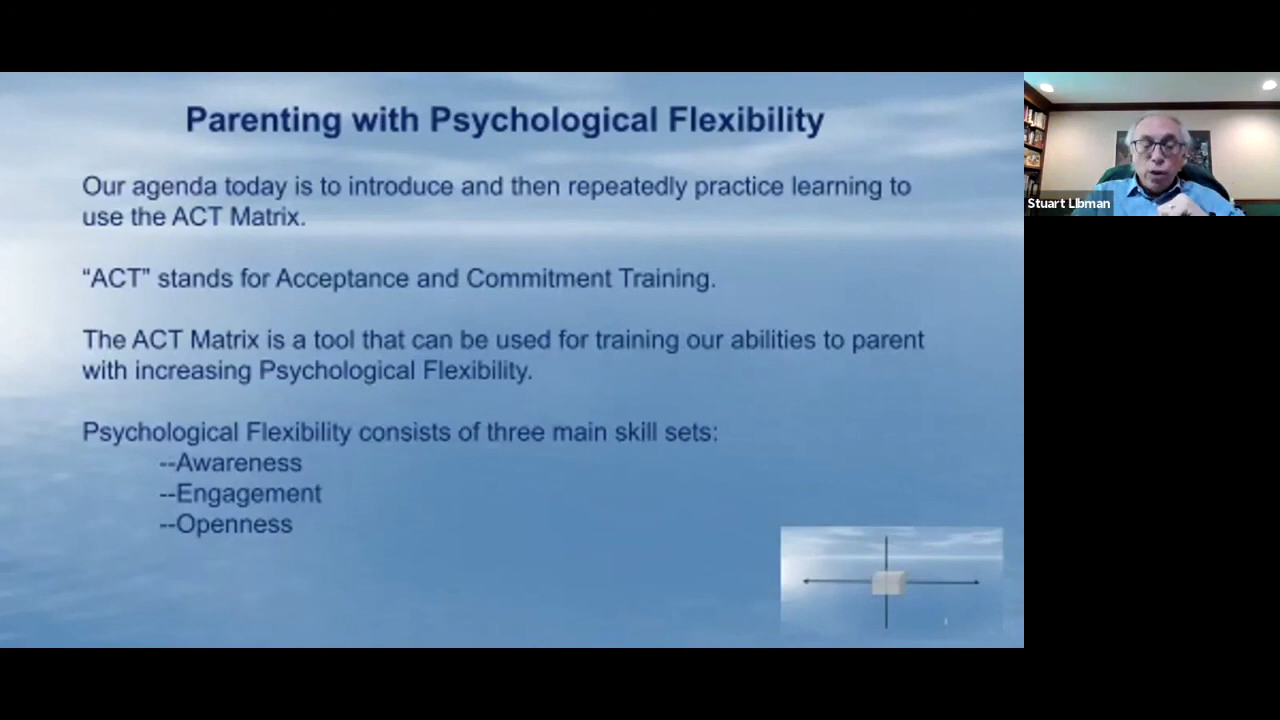 Parenting with Psychological Flexibility
Our agenda today is to introduce and then repeatedly practice learning to
use the ACT Matrix.
“ACT” stands for Acceptance and Commitment Training.
The ACT Matrix is a tool that can be used for training our abilities to parent
with increasing Psychological Flexibility.
Psychological Flexibility consists of three main skill sets:
--Awareness
--Engagement
--Openness
Stuart LIbman